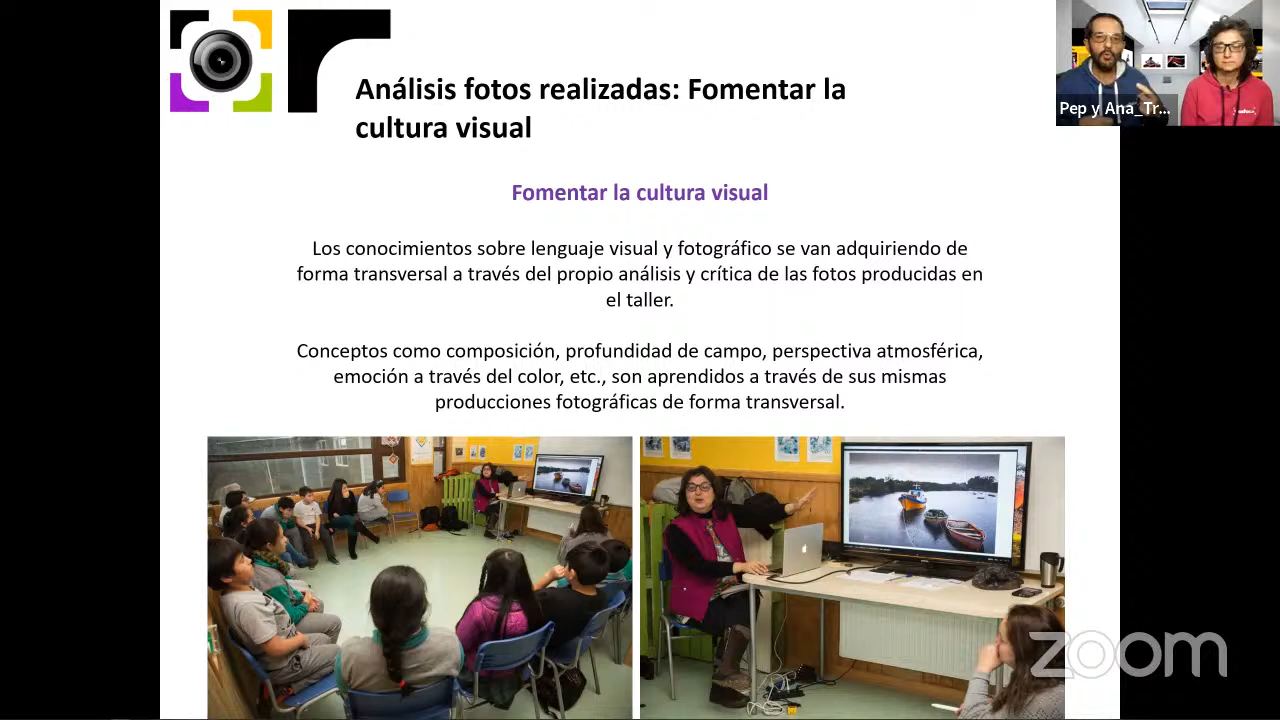 Análisis fotos realizadas: Fomentar la
cultura visual
Pep y Ana_Tr...
Fomentar la cultura visual
Los conocimientos sobre lenguaje visual y fotográfico se van adquiriendo de
forma transversal a través del propio análisis y crítica de las fotos producidas en
el taller.
Conceptos como composición, profundidad de campo, perspectiva atmosférica,
emoción a través del color, etc., son aprendidos a través de sus mismas
producciones fotográficas de forma transversal.
zoom